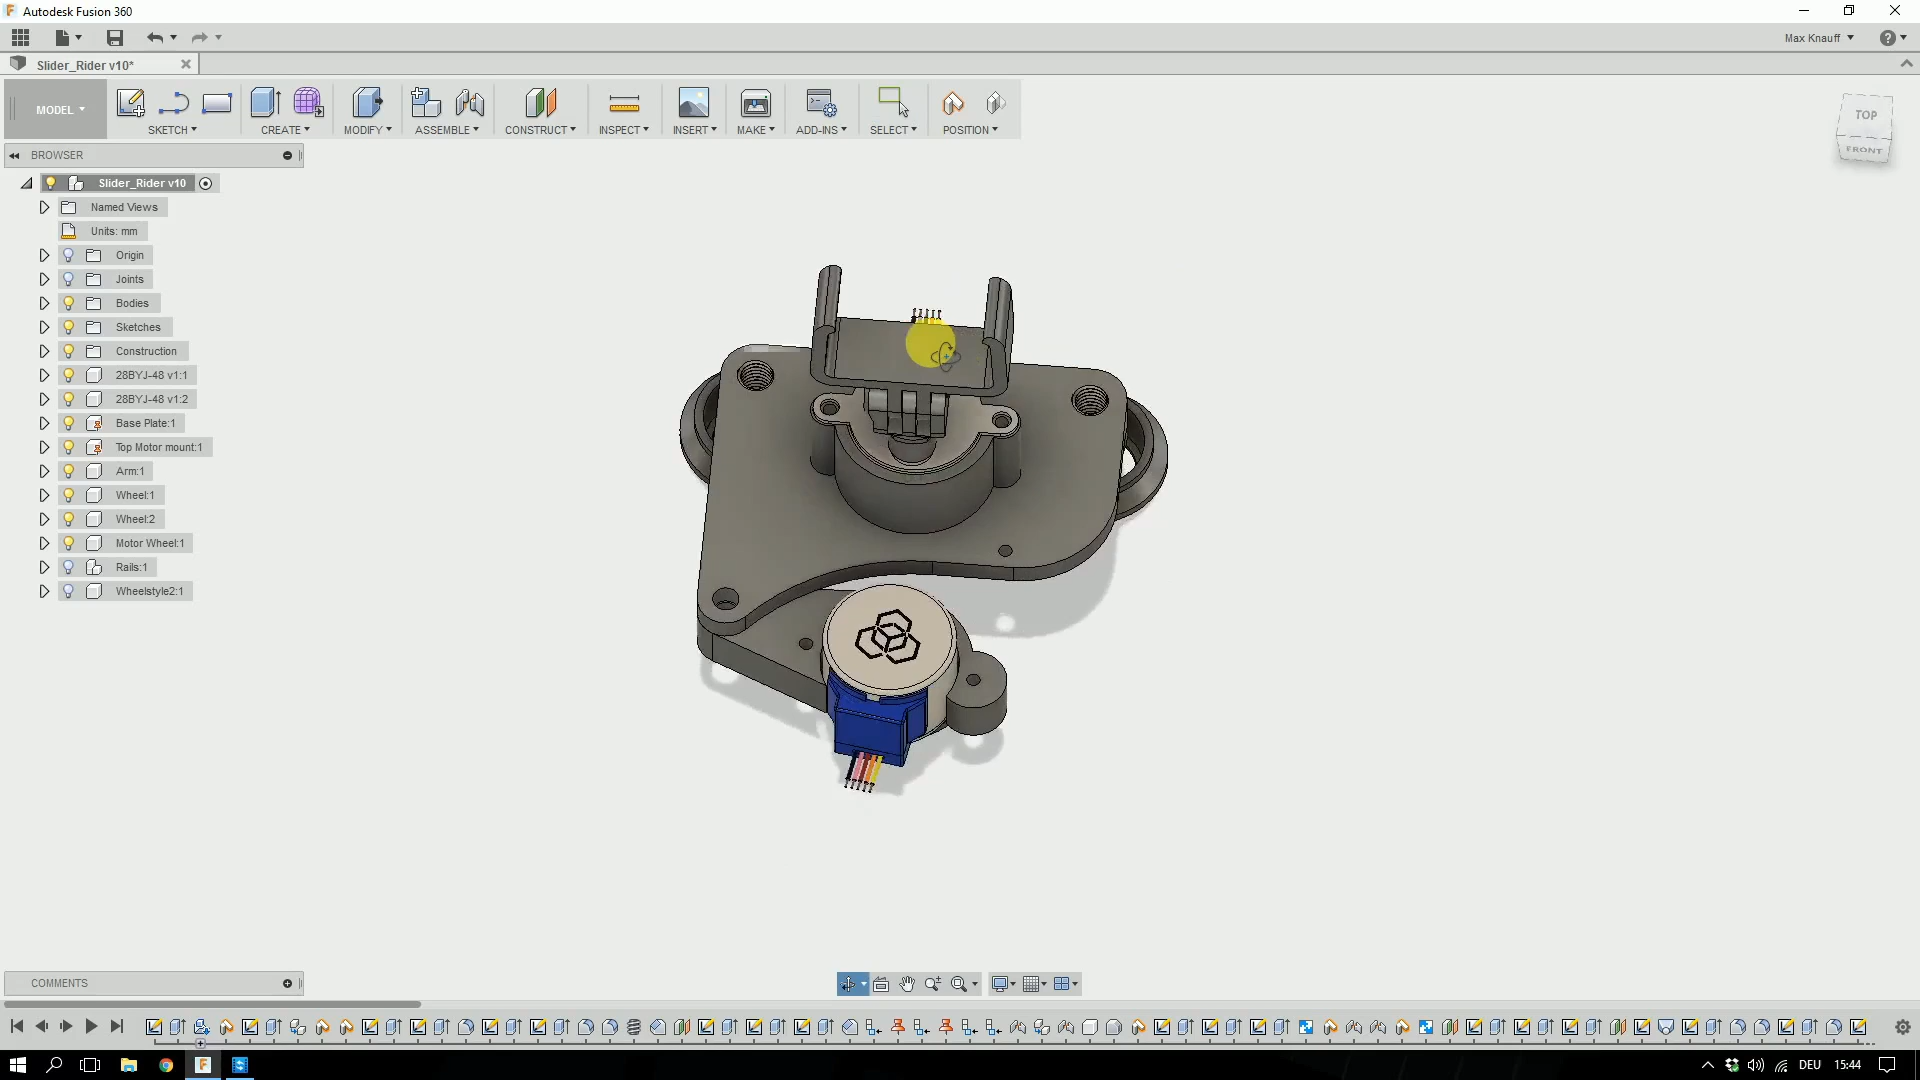 Autodesk Fusion 360
Max Knauff
Slider_Rider v10*
MODEL
SKETCH
CREATE
MODIFY
ASSEMBLE
CONSTRUCT
INSPECT
INSERT
MAKE
ADD-INS
SELECT
POSITION
TOP
FRONT
BROWSER
Slider_Rider v10
Named Views
Units: mm
Origin
Joints
Bodies
Sketches
Construction
28BYJ-48 v1:1
28BYJ-48 v1:2
Base Plate:1
Top Motor mount:1
Arm:1
Wheel:1
Wheel:2
Motor Wheel:1
Rails:1
Wheelstyle2:1
COMMENTS
DEU
15:44